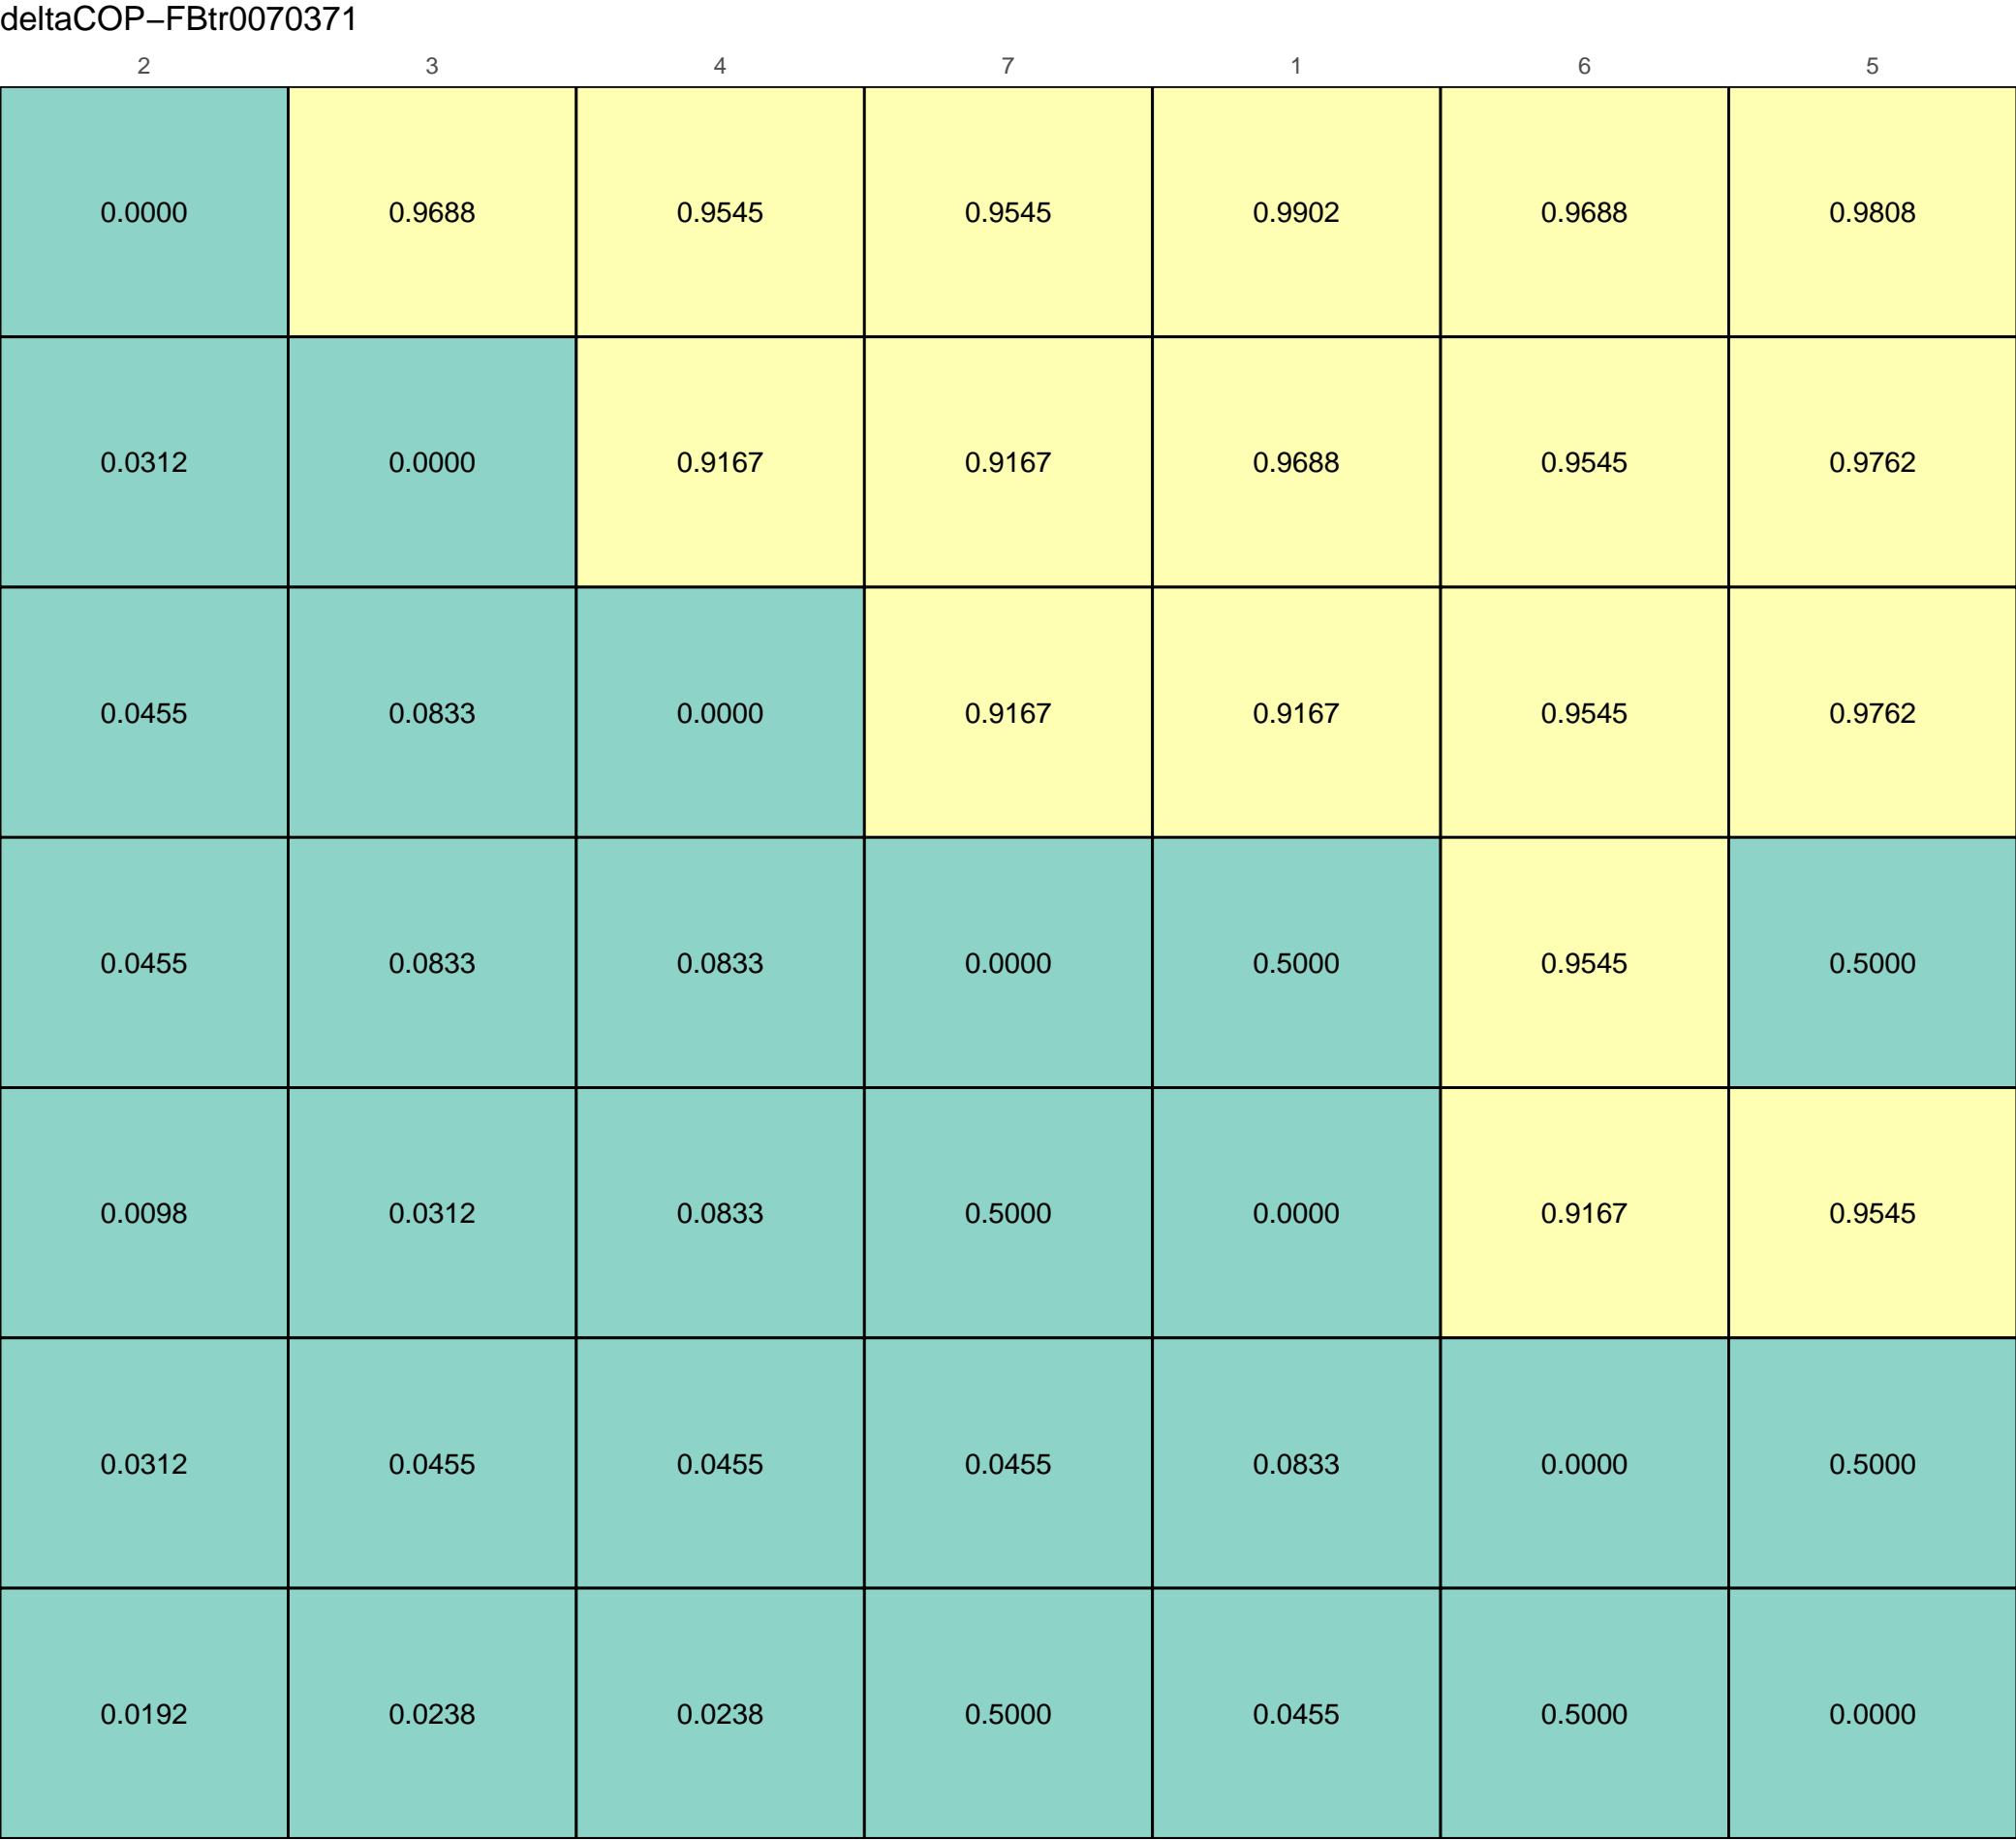 deltaCOP−FBtr0070371
2 3 4 7 1 6 5
0.0000 0.9688 0.9545 0.9545 0.9902 0.9688 0.9808
0.0312 0.0000 0.9167 0.9167 0.9688 0.9545 0.9762
0.0455 0.0833 0.0000 0.9167 0.9167 0.9545 0.9762
0.0455 0.0833 0.0833 0.0000 0.5000 0.9545 0.5000
0.0098 0.0312 0.0833 0.5000 0.0000 0.9167 0.9545
0.0312 0.0455 0.0455 0.0455 0.0833 0.0000 0.5000
0.0192 0.0238 0.0238 0.5000 0.0455 0.5000 0.0000